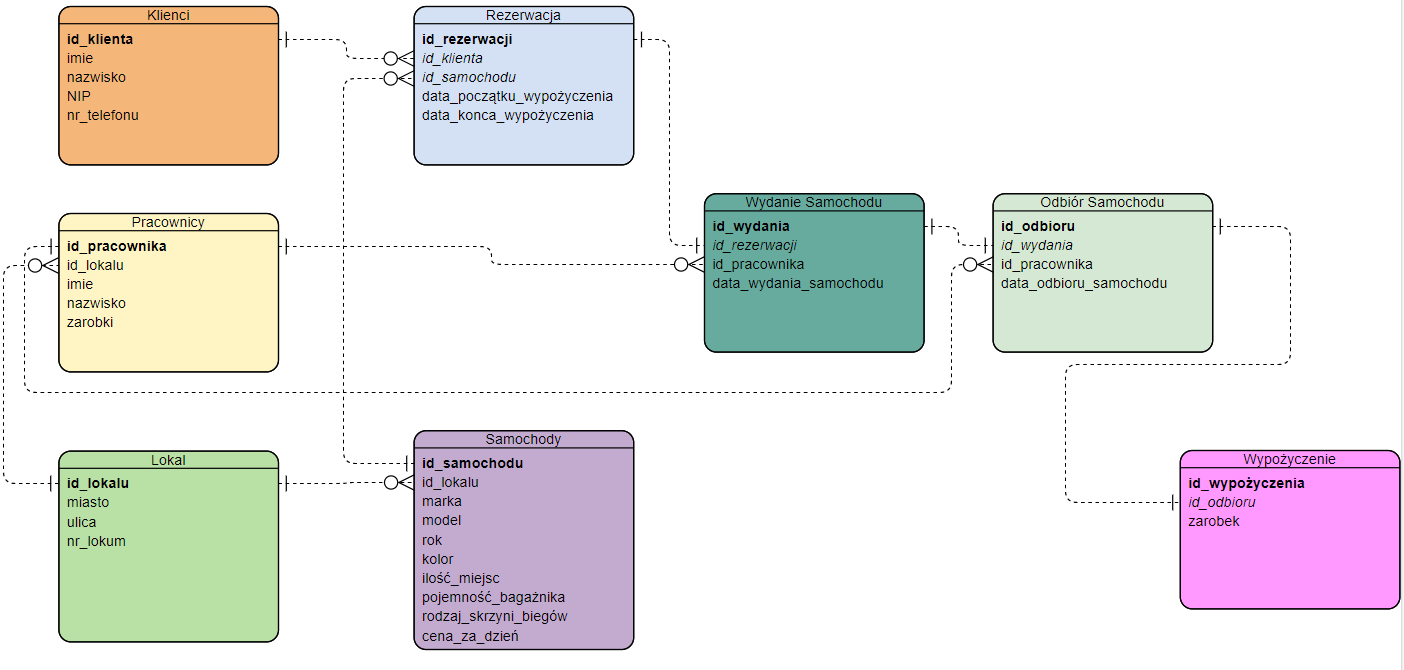 Klienci
id_klienta
imie
nazwisko
NIP
nr_telefonu
Rezerwacja
id_rezerwacji
id_klienta
id_samochodu
data_początku_wypożyczenia
data_konca_wypożyczenia
Pracownicy
id_pracownika
id_lokalu
imie
nazwisko
zarobki
Wydanie Samochodu
id_wydania
id_rezerwacji
id_pracownika
data_wydania_samochodu
Odbiór Samochodu
id_odbioru
id_wydania
id_pracownika
data_odbioru_samochodu
Lokal
id_lokalu
miasto
ulica
nr_lokum
Samochody
id_samochodu
id_lokalu
marka
model
rok
kolor
ilość_miejsc
pojemność_bagażnika
rodzaj_skrzyni_biegów
cena_za_dzień
Wypożyczenie
id_wypożyczenia
id_odbioru
zarobek